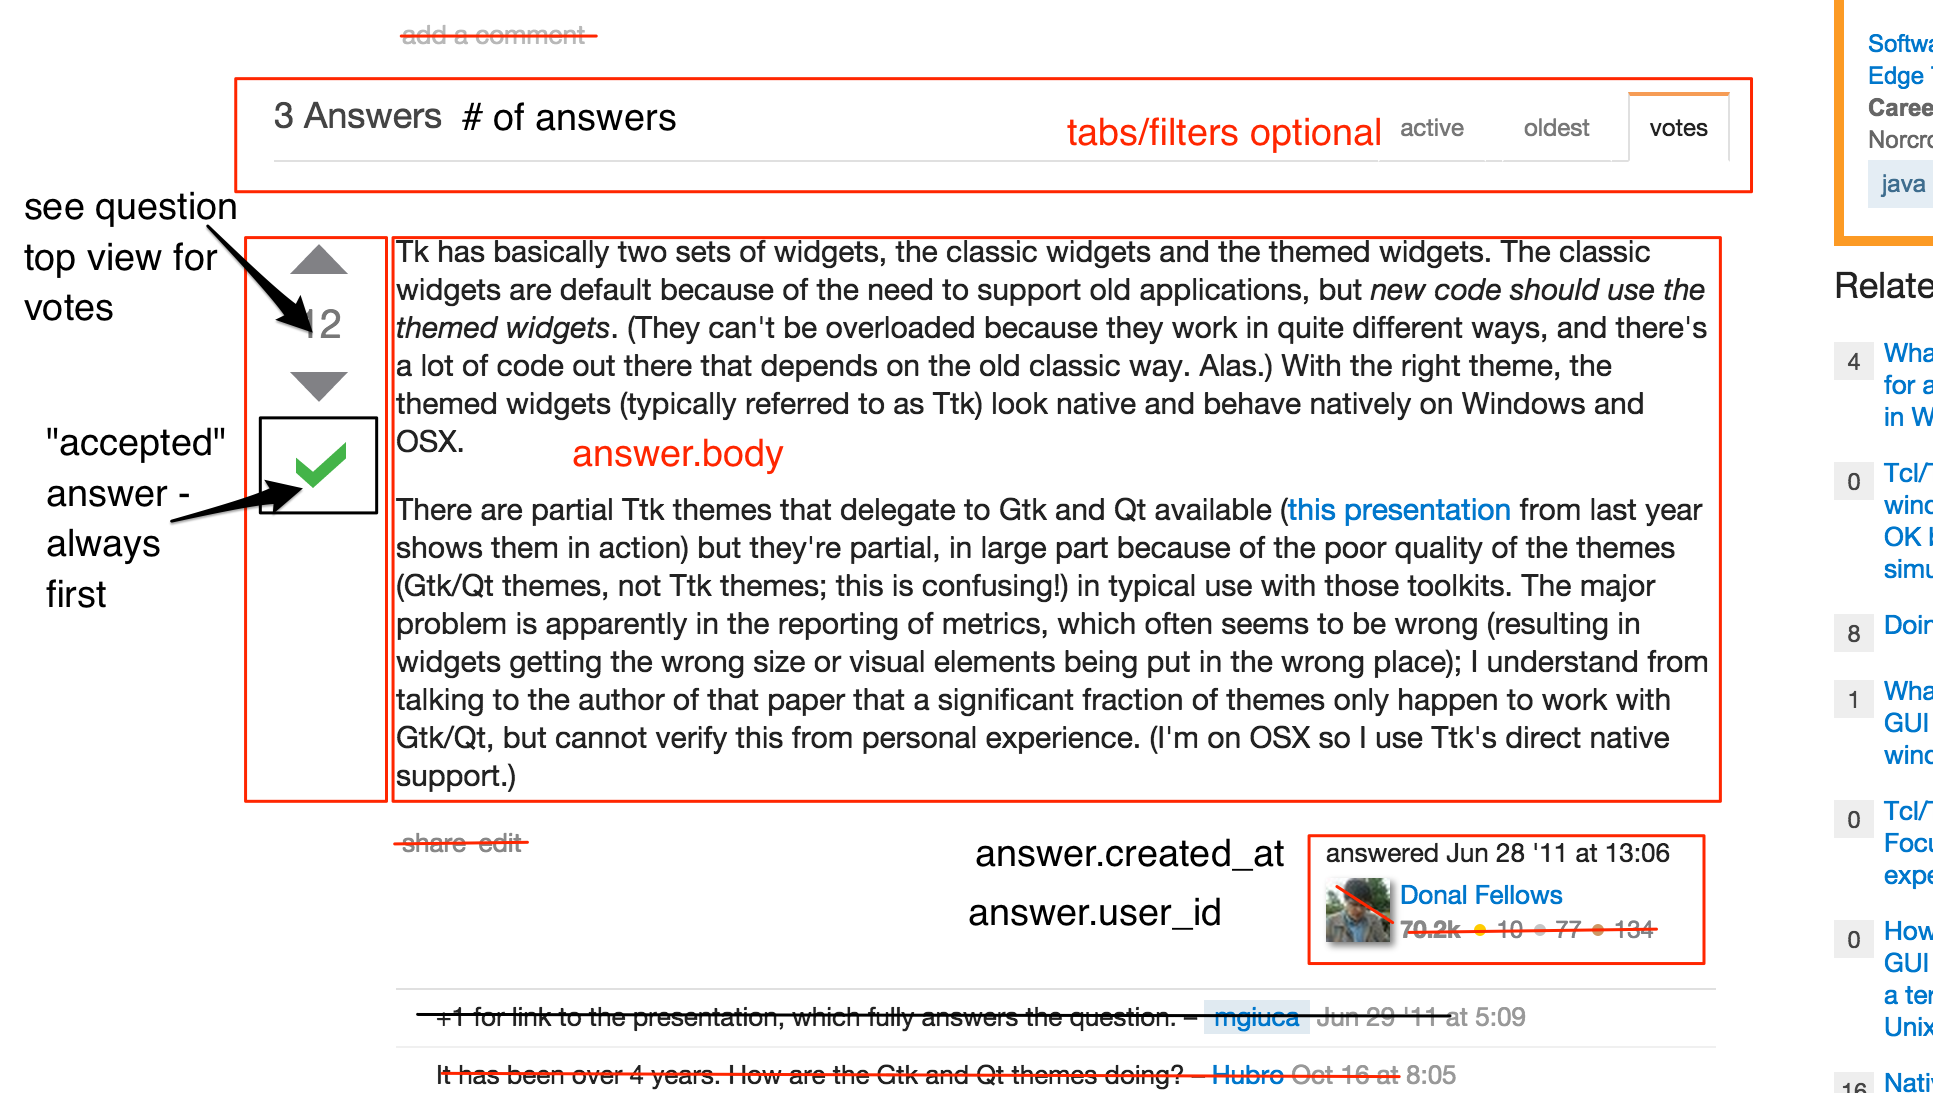 add a comment
3 Answers # of answers
tabs/filters optional active oldest votes
see question
top view for
votes
12
"accepted"
answer -
always
first
Tk has basically two sets of widgets, the classic widgets and the themed widgets. The classic
widgets are default because of the need to support old applications, but new code should use the
themed widgets. (They can't be overloaded because they work in quite different ways, and there's
a lot of code out there that depends on the old classic way. Alas.) With the right theme, the
themed widgets (typically referred to as Ttk) look native and behave natively on Windows and
OSX.
answer.body
There are partial Ttk themes that delegate to Gtk and Qt available (this presentation from last year
shows them in action) but they're partial, in large part because of the poor quality of the themes
(Gtk/Qt themes, not Ttk themes; this is confusing!) in typical use with those toolkits. The major
problem is apparently in the reporting of metrics, which often seems to be wrong (resulting in
widgets getting the wrong size or visual elements being put in the wrong place); I understand from
talking to the author of that paper that a significant fraction of themes only happen to work with
Gtk/Qt, but cannot verify this from personal experience. (I'm on OSX so I use Ttk's direct native
support.)
share edit
answer.created_at
answer.user_id
answered Jun 28 '11 at 13:06
Donal Fellows
70.2k 10 77 134
+1 for link to the presentation, which fully answers the question. – mgiuca Jun 29 '11 at 5:09
It has been over 4 years. How are the Gtk and Qt themes doing? – Hubro Oct 16 at 8:05
Softwa
Edge
Caree
Norcro
java
Relate
4 Wha
for a
in W
0 Tcl/T
wind
OK
simu
8 Doin
1 Wha
GUI
wind
0 Tcl/T
Focu
expe
0 How
GUI
a ter
Unix
16 Nati